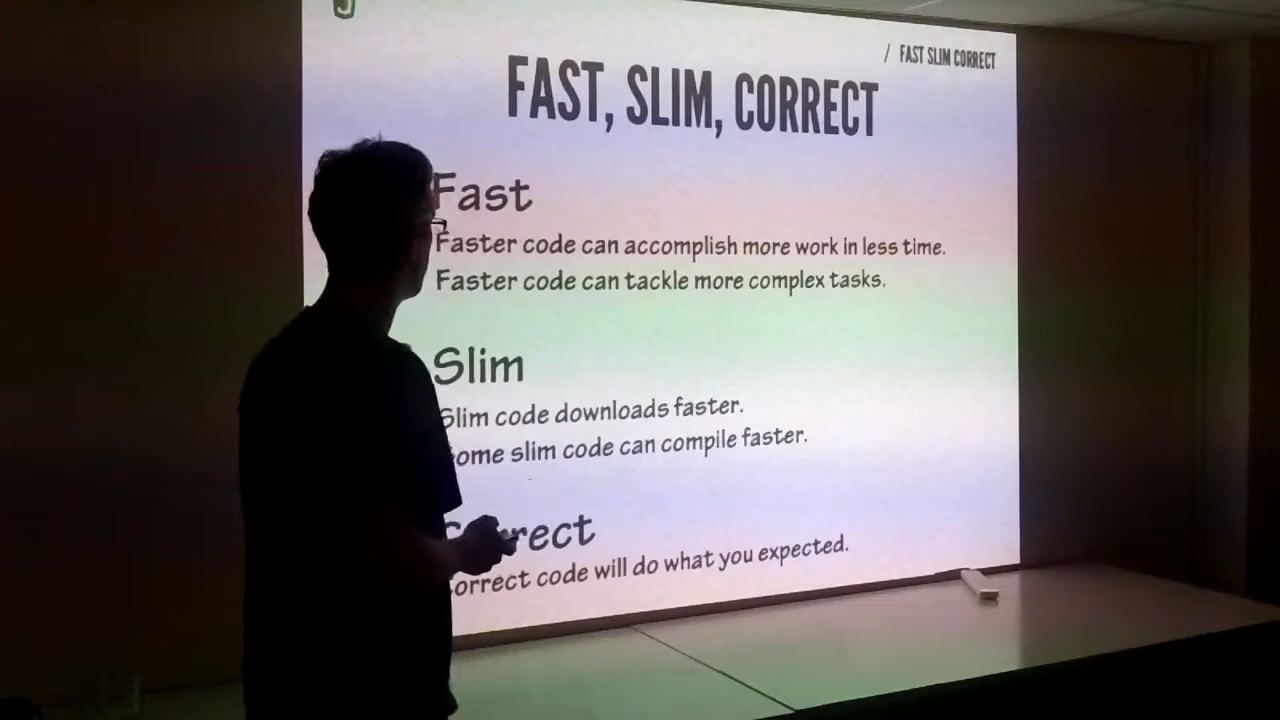 / FAST SLIM CORRECT
FAST, SLIM, CORRECT
Fast
Faster code can accomplish more work in less time.
Faster code can tackle more complex tasks.
Slim
Slim code downloads faster.
Some slim code can compile faster.
Correct
Correct code will do what you expected.